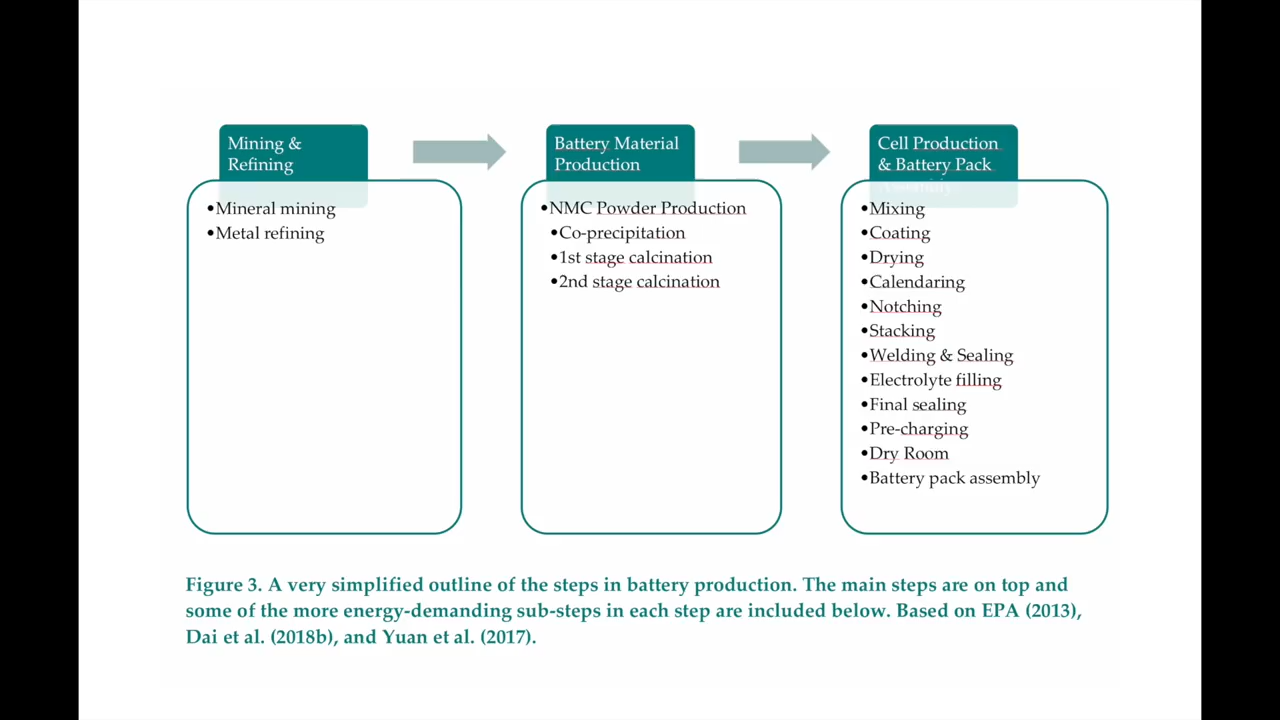 Mining &
Refining
•Mineral mining
•Metal refining
Battery Material
Production
•NMC Powder Production
•Co-precipitation
•1st stage calcination
•2nd stage calcination
Cell Production
& Battery Pack
•Mixing
•Coating
•Drying
•Calendaring
•Notching
•Stacking
•Welding & Sealing
•Electrolyte filling
•Final sealing
•Pre-charging
•Dry Room
•Battery pack assembly
Figure 3. A very simplified outline of the steps in battery production. The main steps are on top and
some of the more energy-demanding sub-steps in each step are included below. Based on EPA (2013),
Dai et al. (2018b), and Yuan et al. (2017).